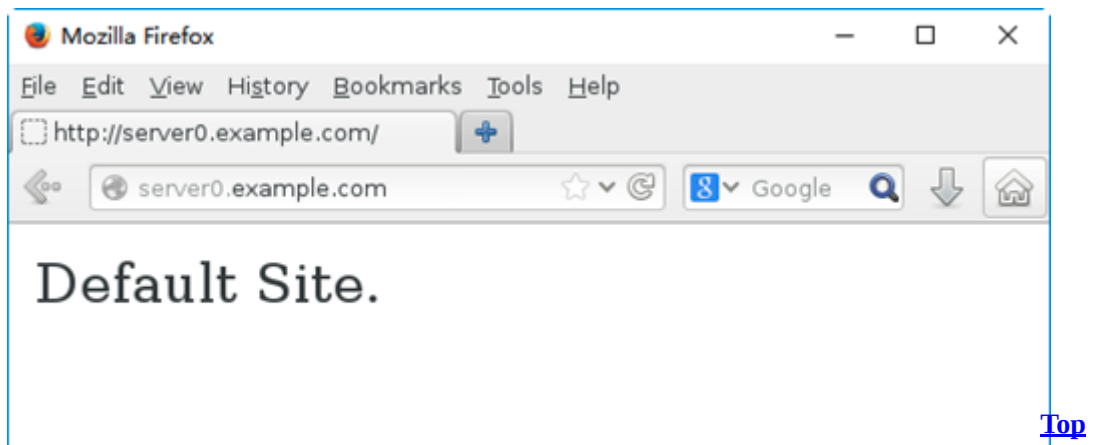 Mozilla Firefox
File Edit View History Bookmarks Tools Help
http://server0.example.com/
server0.example.com 8 Google
Default Site.
Top